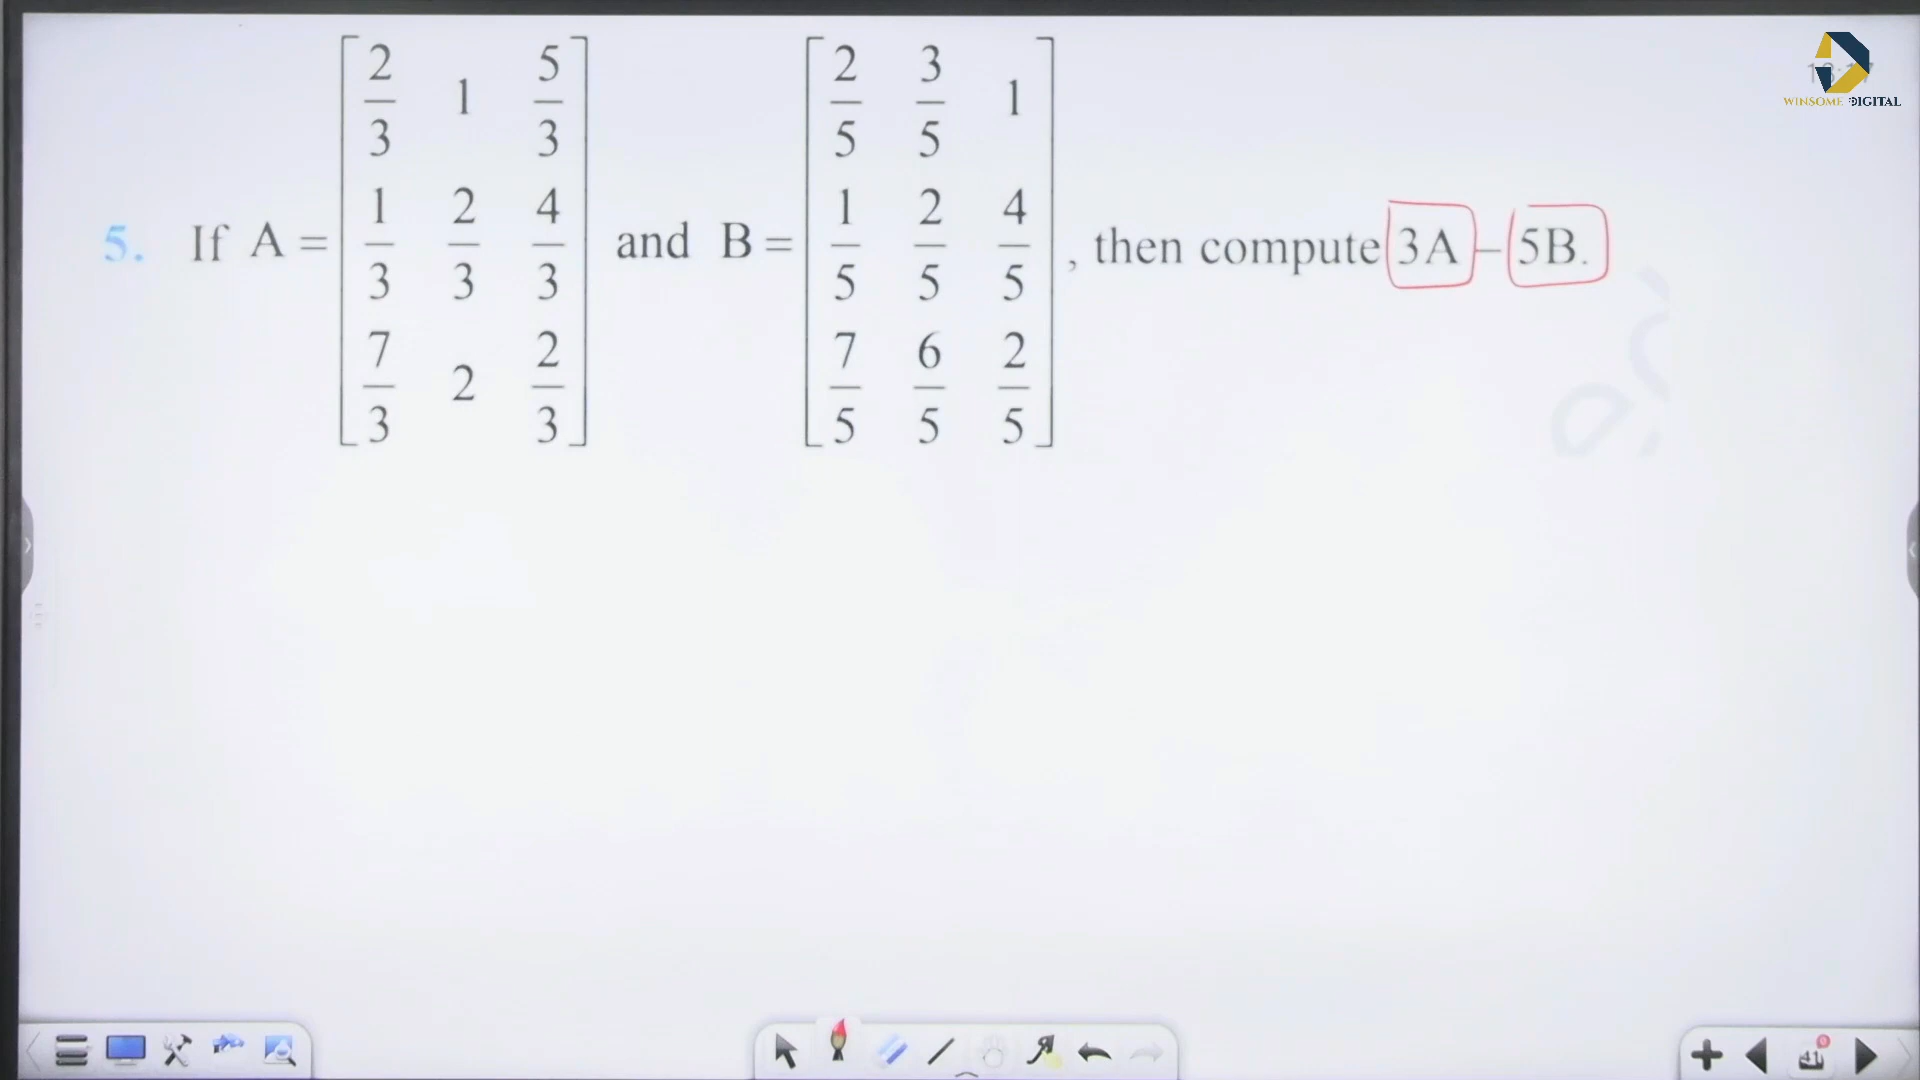 5. If A = [2/3 1 5/3
1/3 2/3 4/3
7/3 2 2/3] and B = [2/5 3/5 1
1/5 2/5 4/5
7/5 6/5 2/5], then compute 3A – 5B.
WINSOME DIGITAL
41